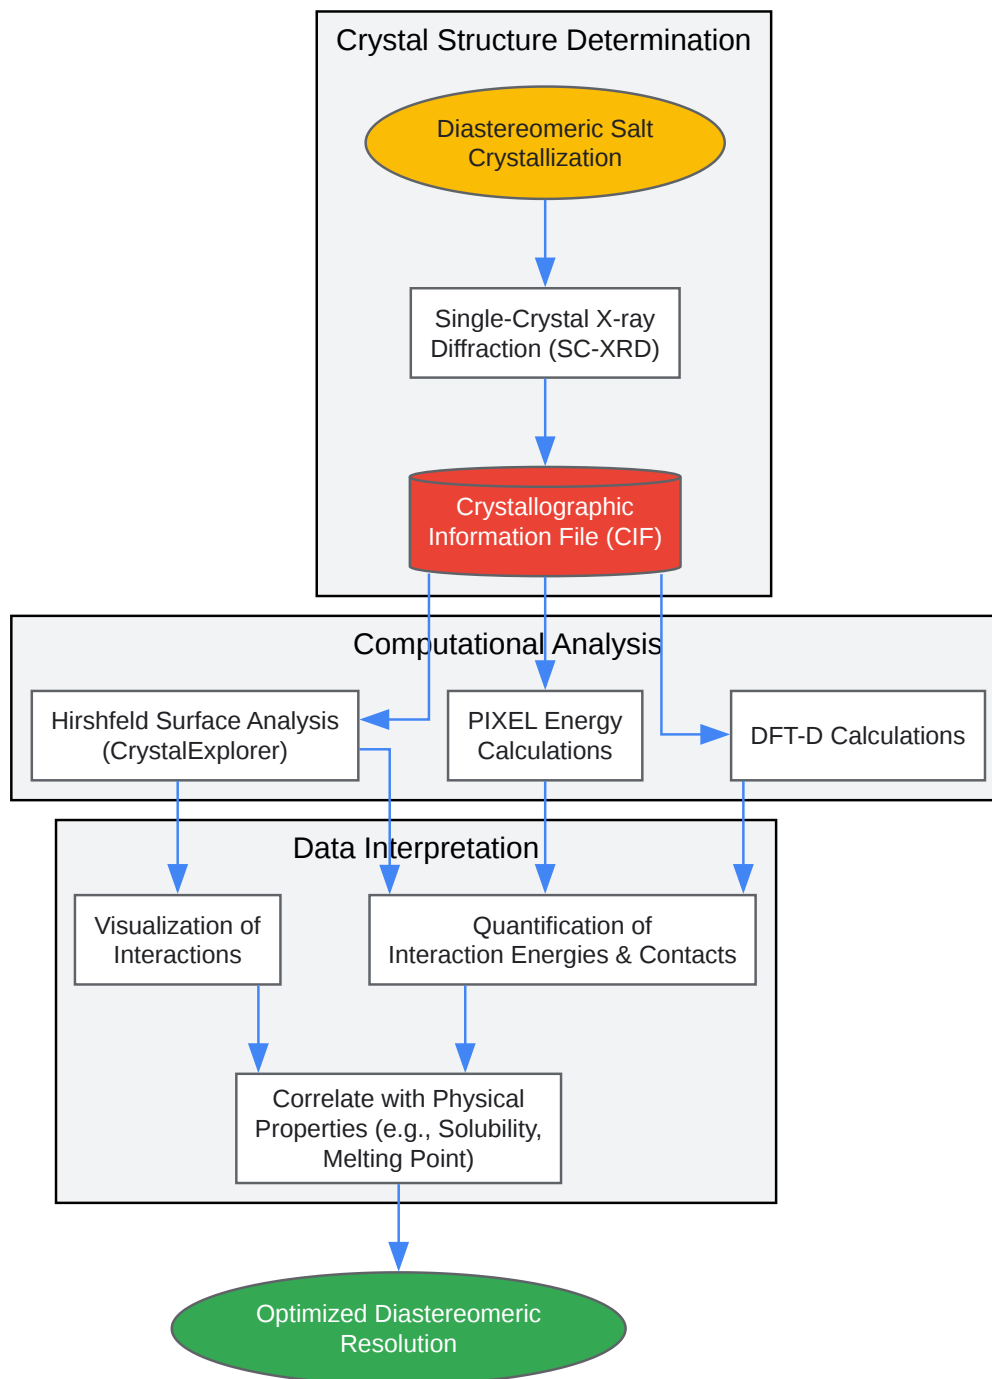 Crystal Structure Determination
Diastereomeric Salt
Crystallization
Single-Crystal X-ray
Diffraction (SC-XRD)
Crystallographic
Information File (CIF)
Computational Analysis
Hirshfeld Surface Analysis
(CrystalExplorer)
PIXEL Energy
Calculations
DFT-D Calculations
Data Interpretation
Visualization of
Interactions
Quantification of
Interaction Energies & Contacts
Correlate with Physical
Properties (e.g., Solubility,
Melting Point)
Optimized Diastereomeric
Resolution